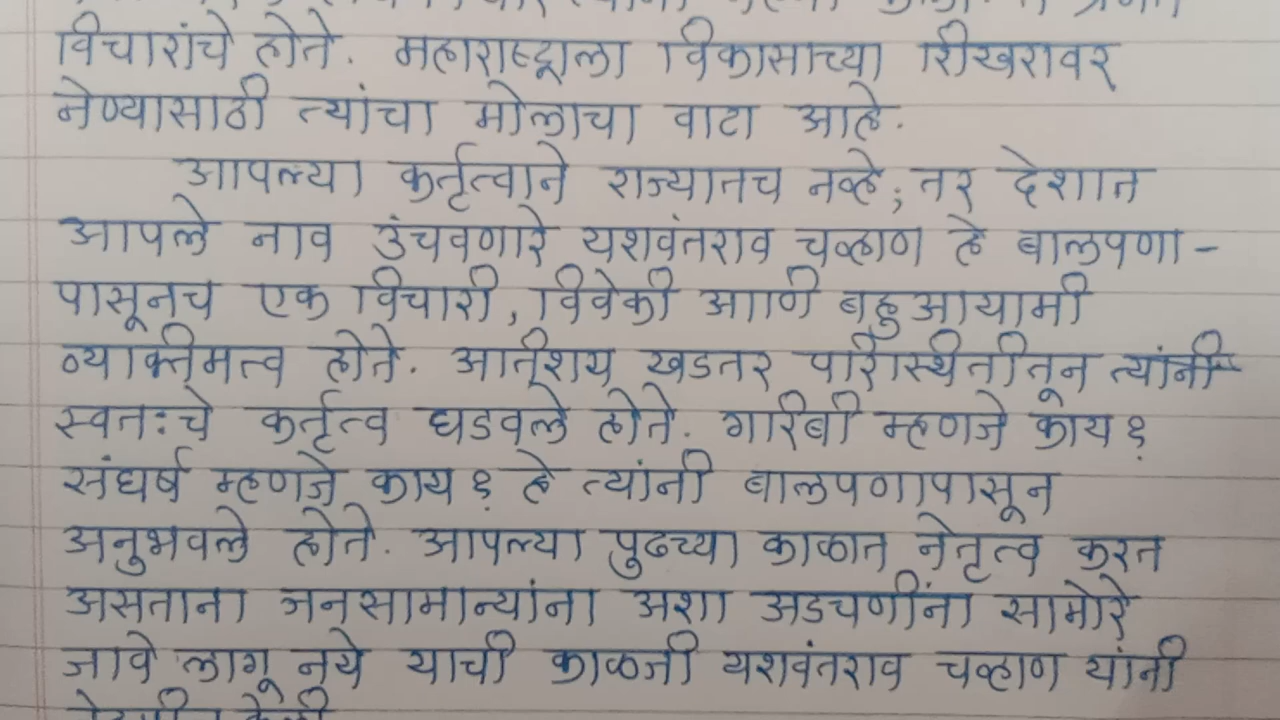 विचारांचे होते. महाराष्ट्राला विकासाच्या शिखरावर
नेण्यासाठी त्यांचा मोलाचा वाटा आहे.
आपल्या कर्तृत्वाने राज्यातच नव्हे; तर देशात
आपले नाव उंचवणारे यशवंतराव चव्हाण हे बालपणा-
पासूनच एक विचारी, विवेकी आणि बहुआयामी
व्यक्तिमत्व होते. अतिशय खडतर परिस्थितीतून त्यांनी
स्वतःचे कर्तृत्व घडवले होते. गरिबी म्हणजे काय?
संघर्ष म्हणजे काय? हे त्यांनी बालपणापासून
अनुभवले होते. आपल्या पुढच्या काळात नेतृत्व करत
असताना जनसामान्यांना अशा अडचणींना सामोरे
जावे लागू नये याची काळजी यशवंतराव चव्हाण यांनी